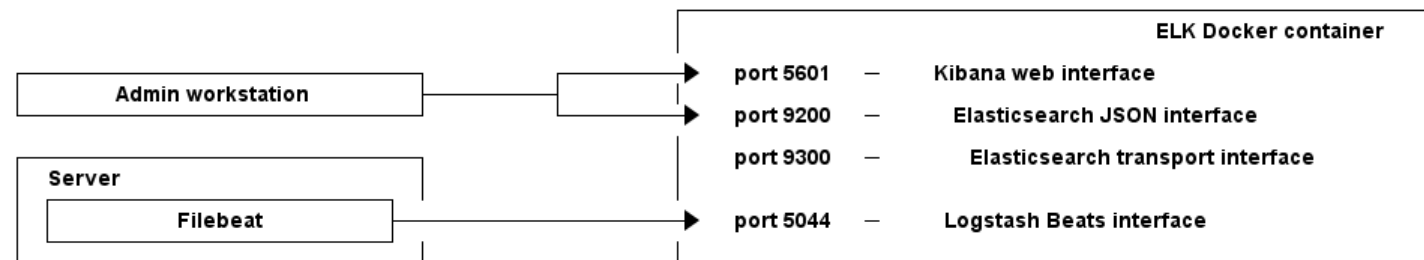 ELK Docker container
Admin workstation
port 5601 – Kibana web interface
port 9200 – Elasticsearch JSON interface
port 9300 – Elasticsearch transport interface
Server
Filebeat
port 5044 – Logstash Beats interface